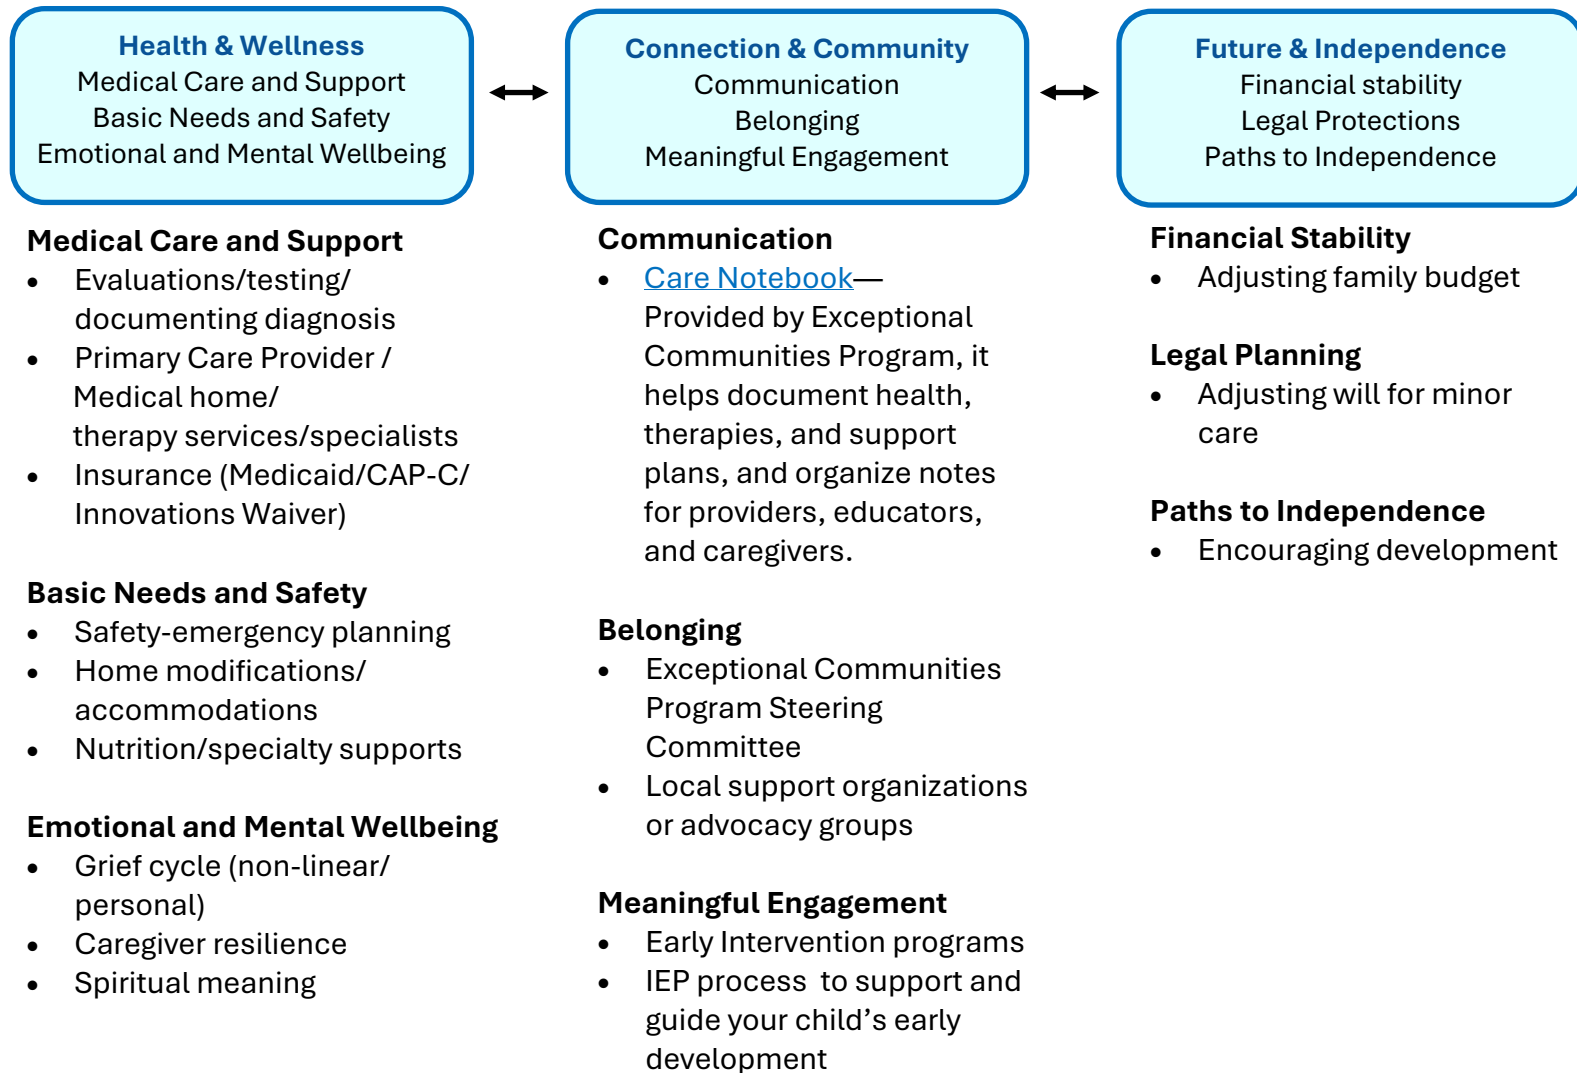 Health & Wellness
Medical Care and Support
Basic Needs and Safety
Emotional and Mental Wellbeing
Connection & Community
Communication
Belonging
Meaningful Engagement
Future & Independence
Financial stability
Legal Protections
Paths to Independence
Medical Care and Support
• Evaluations/testing/
documenting diagnosis
• Primary Care Provider /
Medical home/
therapy services/specialists
• Insurance (Medicaid/CAP-C/
Innovations Waiver)
Basic Needs and Safety
• Safety-emergency planning
• Home modifications/
accommodations
• Nutrition/specialty supports
Emotional and Mental Wellbeing
• Grief cycle (non-linear/
personal)
• Caregiver resilience
• Spiritual meaning
Communication
• Care Notebook—
Provided by Exceptional
Communities Program, it
helps document health,
therapies, and support
plans, and organize notes
for providers, educators,
and caregivers.
Belonging
• Exceptional Communities
Program Steering
Committee
• Local support organizations
or advocacy groups
Meaningful Engagement
• Early Intervention programs
• IEP process  to support and
guide your child’s early
development
Financial Stability
• Adjusting family budget
Legal Planning
• Adjusting will for minor
care
Paths to Independence
• Encouraging development